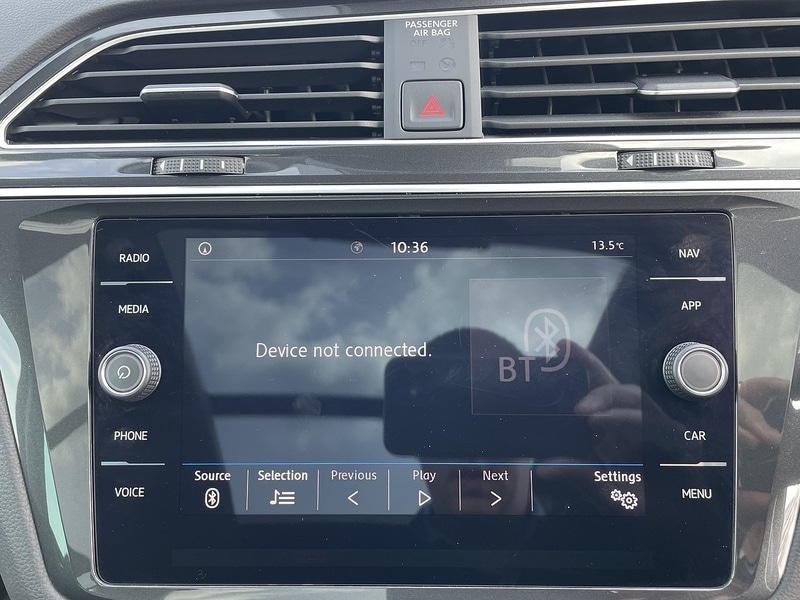 PASSENGER
AIR BAG
RADIO
MEDIA
PHONE
VOICE
10:36
13.5°C
Device not connected.
BT
Source
Selection
Previous
Play
Next
Settings
NAV
APP
CAR
MENU